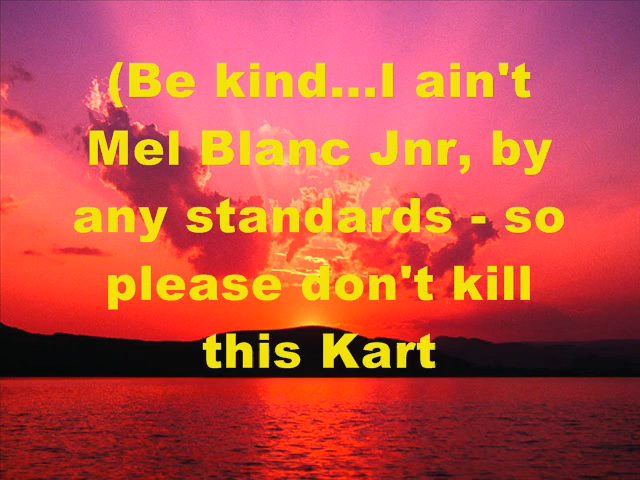 (Be kind...I ain't
Mel Blanc Jnr, by
any standards - so
please don't kill
this Kart